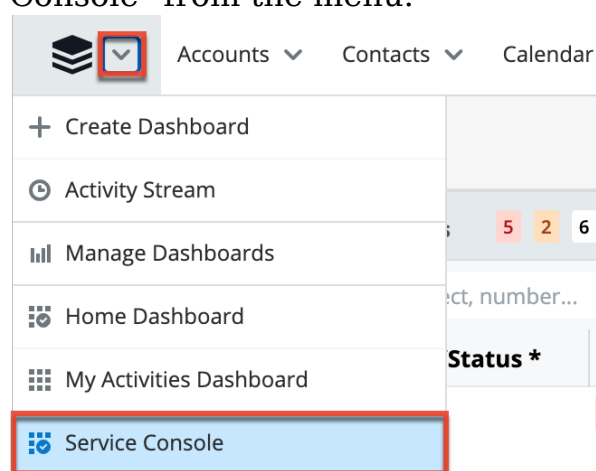 Console" from the menu.
Accounts Contacts Calendar
Create Dashboard
Activity Stream
s 5 2 6
Manage Dashboards
ect, number...
Home Dashboard
Status *
My Activities Dashboard
Service Console